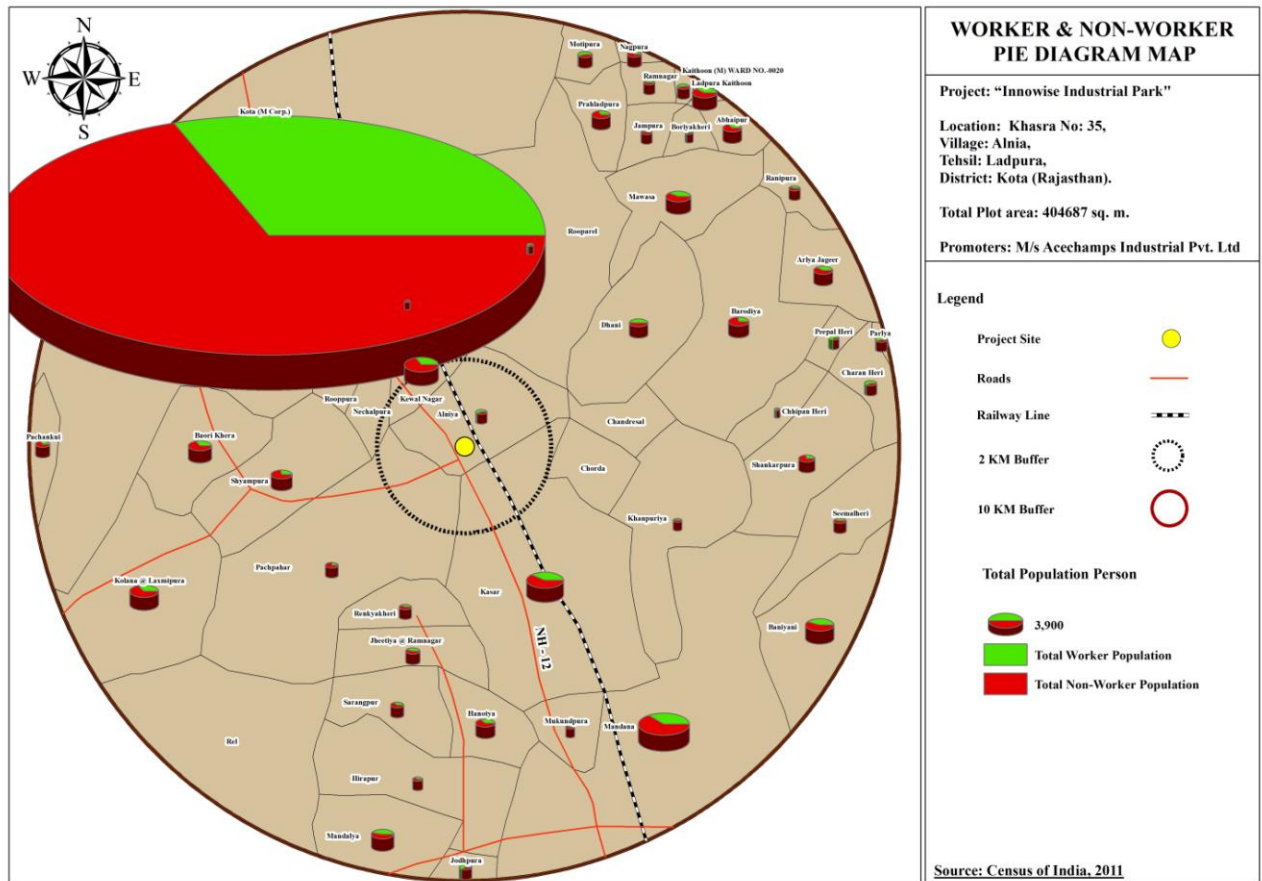 N
W E
S
Kota (M Corp.)
Motipura
Nagpura
Kaithoon (M) WARD NO.-0020
Ramnagar
Ladpura Kaithoon
Prahladpura
Jampura
Boriyakheri
Abhaipur
Ranipura
Mawasa
Rooparel
Arlya Jageer
Dhani
Barodiya
Peepal Heri
Parlya
Charan Heri
Rooppura
Kewal Nagar
Nechalpura
Alniya
Chhipan Heri
Chandresal
Pachankui
Baori Khera
Shyampura
Chorda
Shankarpura
Khanpuriya
Seemalheri
Pachpahar
Kolana @ Laxmipura
Kasar
Renkyakheri
Baniyani
Jheetiya @ Ramnagar
NH - 12
Sarangpur
Hanotya
Mukundpura
Mandana
Rel
Hirapur
Mandalya
Jodhpura
WORKER & NON-WORKER
PIE DIAGRAM MAP
Project: “Innowise Industrial Park"
Location: Khasra No: 35,
Village: Alnia,
Tehsil: Ladpura,
District: Kota (Rajasthan).
Total Plot area: 404687 sq. m.
Promoters: M/s Acechamps Industrial Pvt. Ltd
Legend
Project Site
Roads
Railway Line
2 KM Buffer
10 KM Buffer
Total Population Person
3,900
Total Worker Population
Total Non-Worker Population
Source: Census of India, 2011